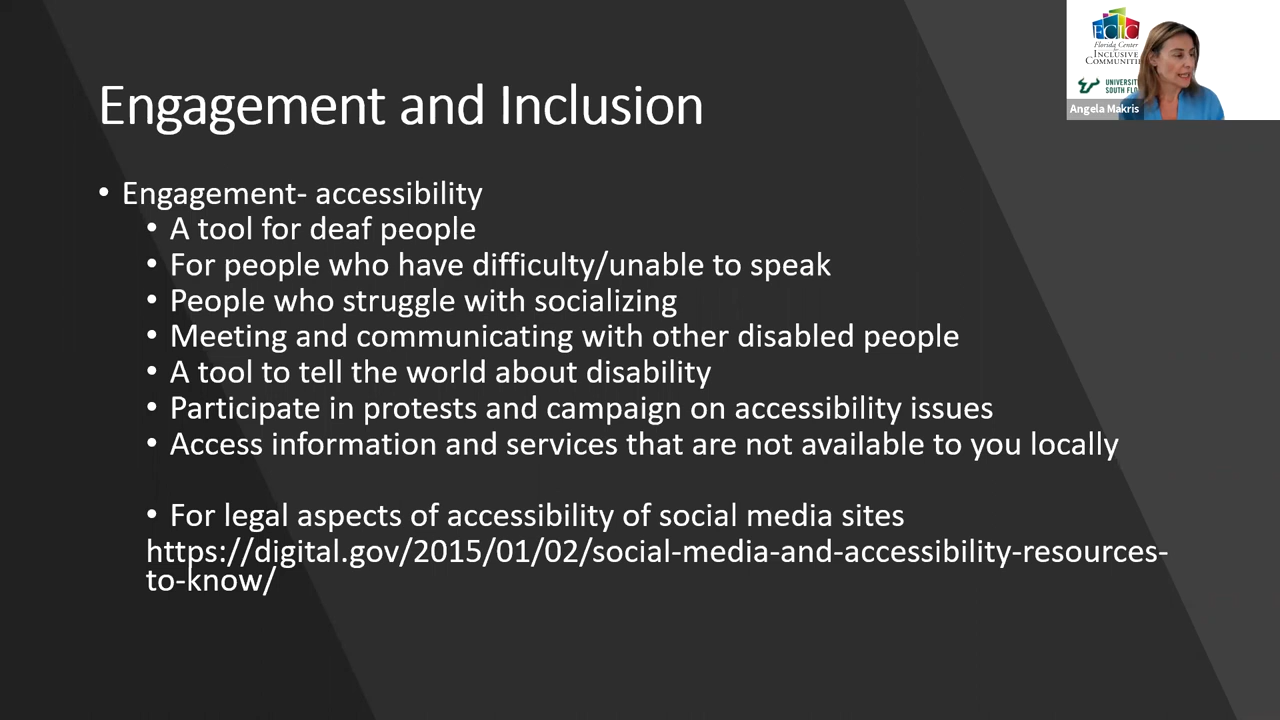 Engagement and Inclusion
• Engagement- accessibility
• A tool for deaf people
• For people who have difficulty/unable to speak
• People who struggle with socializing
• Meeting and communicating with other disabled people
• A tool to tell the world about disability
• Participate in protests and campaign on accessibility issues
• Access information and services that are not available to you locally
• For legal aspects of accessibility of social media sites
https://digital.gov/2015/01/02/social-media-and-accessibility-resources-
to-know/
FCIC
Florida Center
for
INCLUSIVE
COMMUNITI
UNIVERSIT
SOUTH FLO
Angela Makris